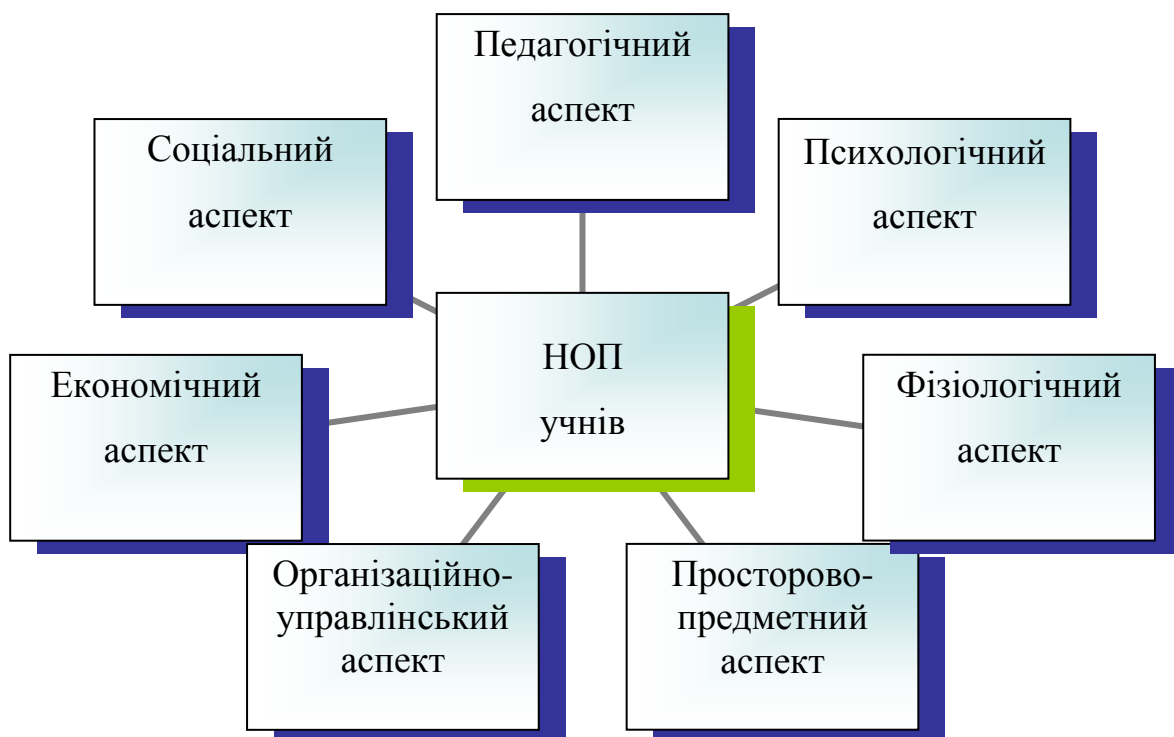 Педагогічний
аспект
Соціальний
аспект
Психологічний
аспект
НОП
учнів
Економічний
аспект
Фізіологічний
аспект
Організаційно-
управлінський
аспект
Просторово-
предметний
аспект